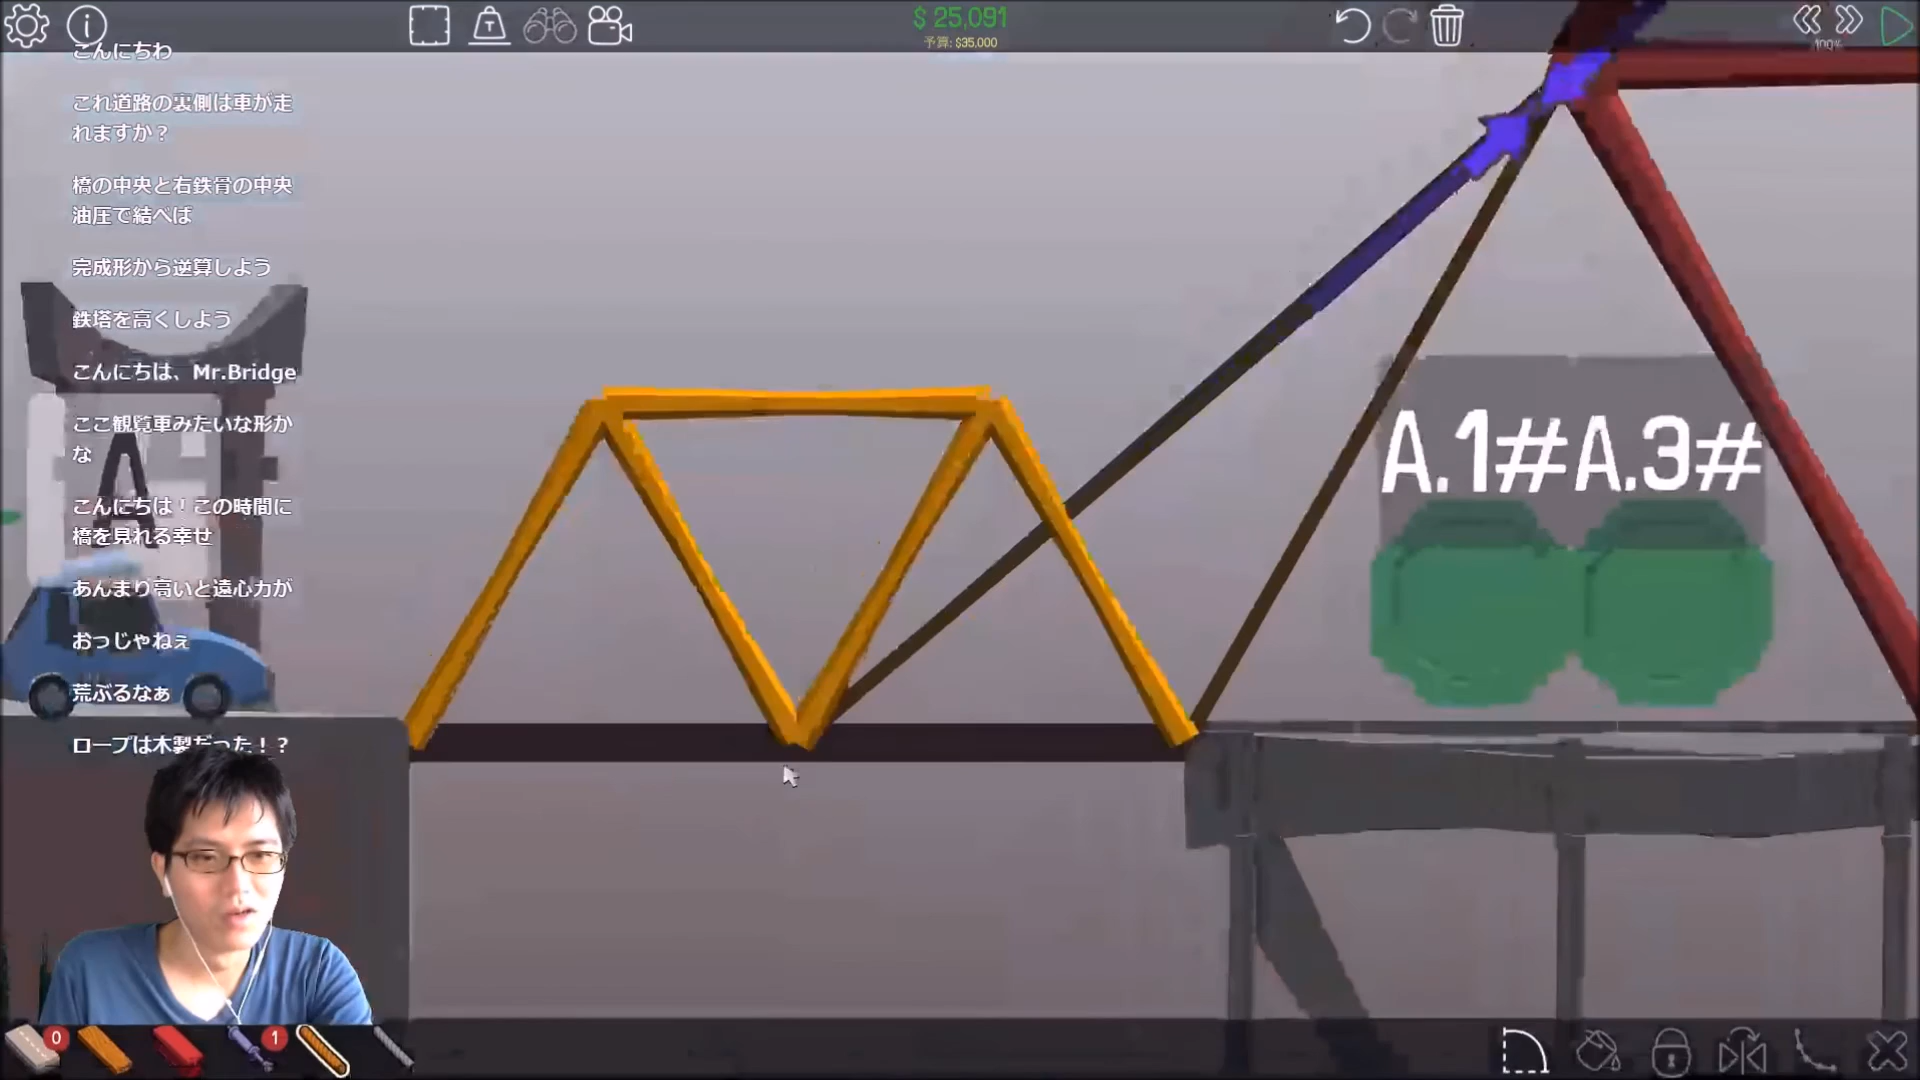 $ 25,091
予算: $35,000
100%
こんにちわ
これ道路の裏側は車が走
れますか？
橋の中央と右鉄骨の中央
油圧で結べば
完成形から逆算しよう
鉄塔を高くしよう
こんにちは、Mr.Bridge
ここ観覧車みたいな形か
な
こんにちは！この時間に
橋を見れる幸せ
あんまり高いと遠心力が
おっじゃねぇ
荒ぶるなぁ
ロープは木製だった！？
A
A.1#A.3#
0
1